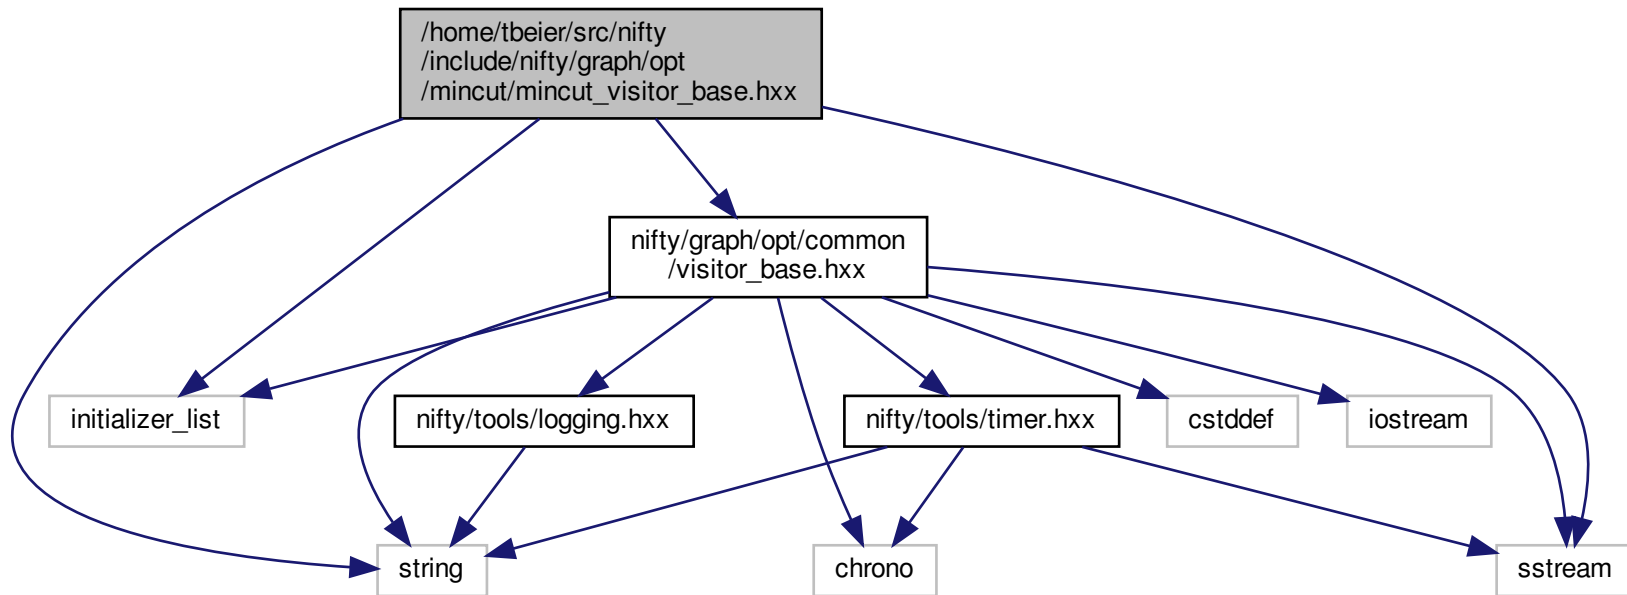 /home/tbeier/src/nifty
/include/nifty/graph/opt
/mincut/mincut_visitor_base.hxx
nifty/graph/opt/common
/visitor_base.hxx
initializer_list
nifty/tools/logging.hxx
nifty/tools/timer.hxx
cstddef
iostream
string
chrono
sstream